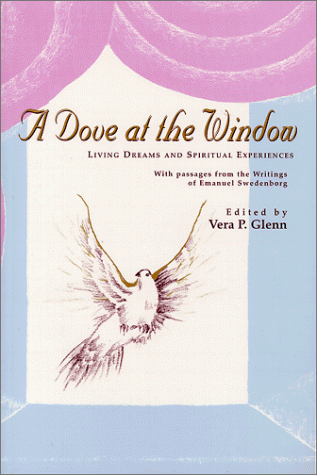 A Dove at the Window
LIVING DREAMS AND SPIRITUAL EXPERIENCES
With passages from the Writings
of Emanuel Swedenborg
Edited by
Vera P. Glenn